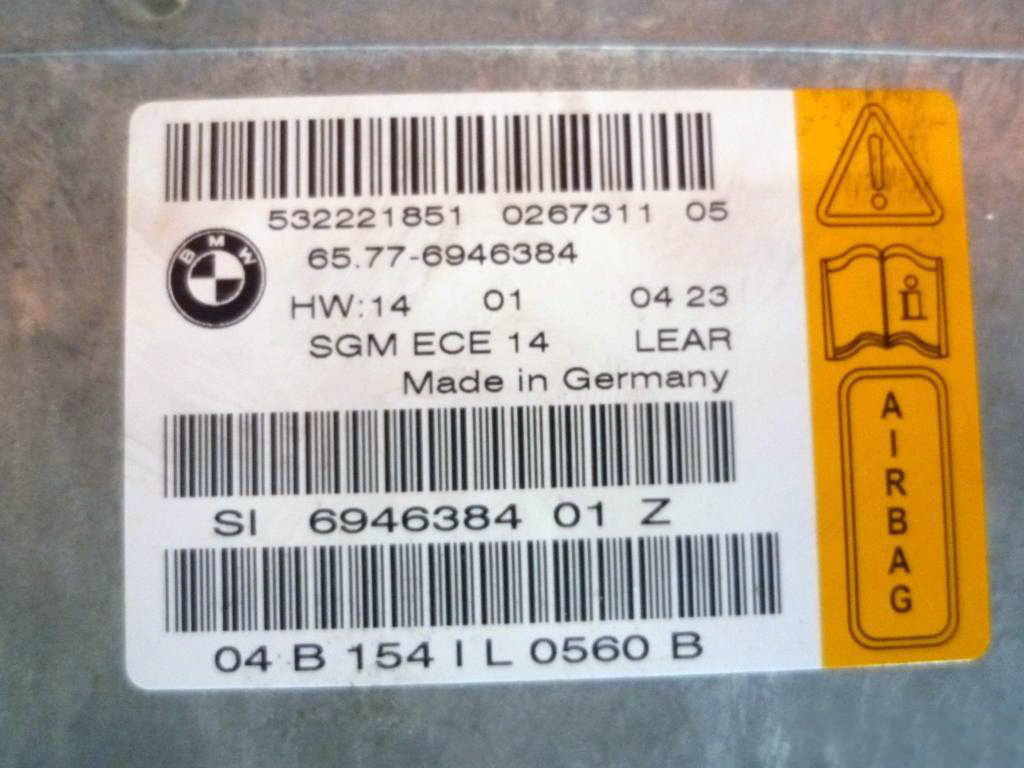 532221851 0267311 05
BMW
65.77-6946384
HW:14 01 04 23
SGM ECE 14 LEAR
Made in Germany
SI 6946384 01 Z
04 B 154 I L 0560 B
i
AIRBAG